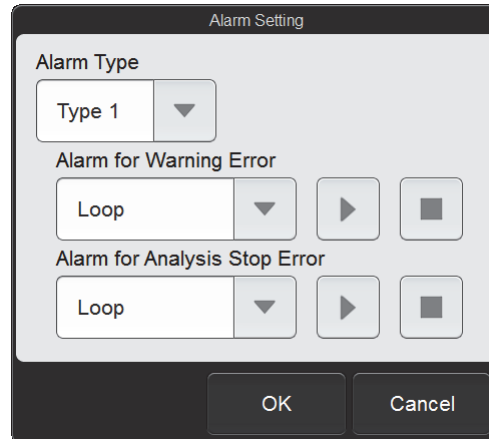 Alarm Setting
Alarm Type
Type 1
Alarm for Warning Error
Loop
Alarm for Analysis Stop Error
Loop
OK Cancel